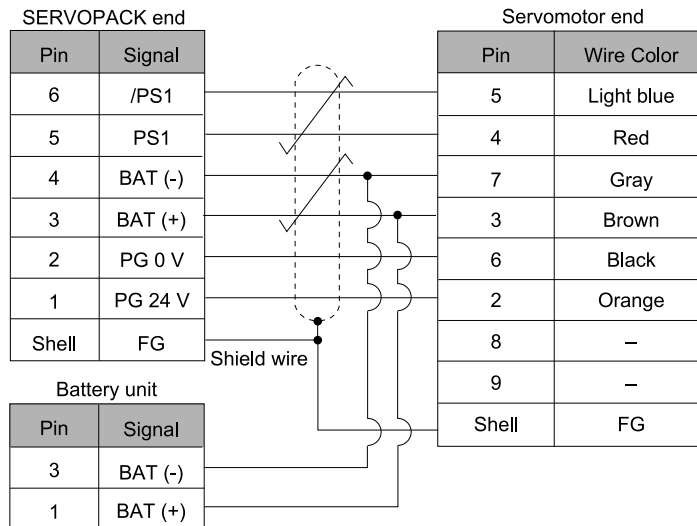 SERVOPACK end
Pin Signal
6 /PS1
5 PS1
4 BAT (-)
3 BAT (+)
2 PG 0 V
1 PG 24 V
Shell FG
Shield wire
Servomotor end
Pin Wire Color
5 Light blue
4 Red
7 Gray
3 Brown
6 Black
2 Orange
8 –
9 –
Shell FG
Battery unit
Pin Signal
3 BAT (-)
1 BAT (+)